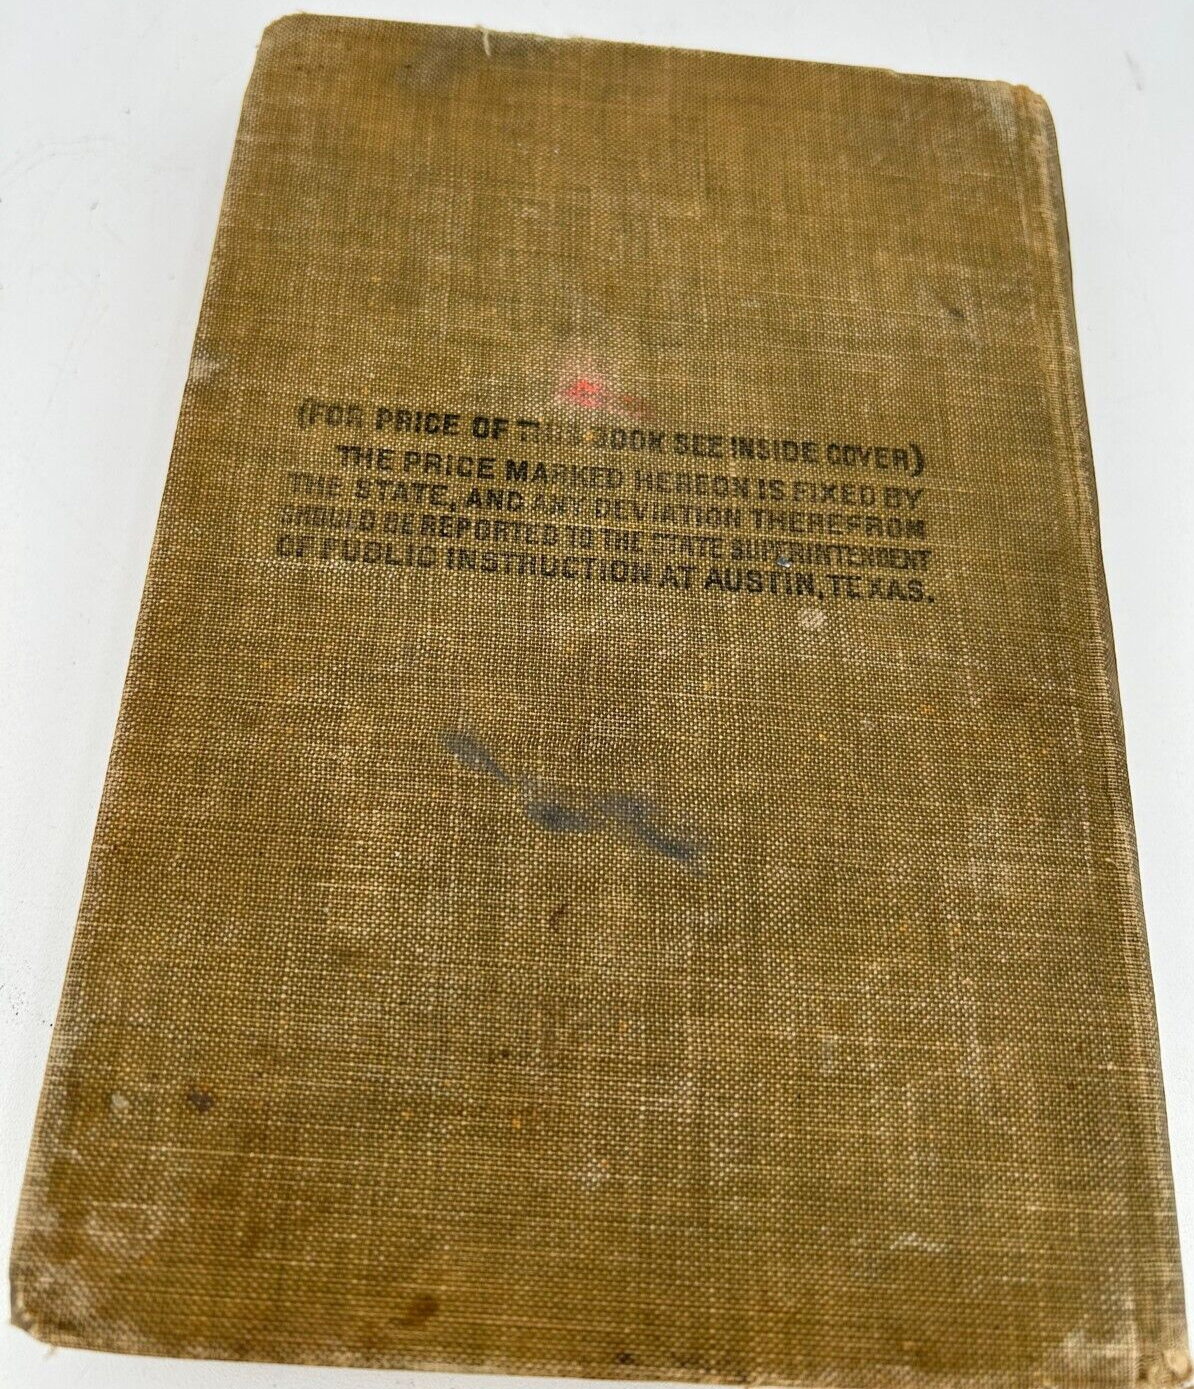 (FOR PRICE OF THIS BOOK SEE INSIDE COVER)
THE PRICE MARKED HEREON IS FIXED BY
THE STATE, AND ANY DEVIATION THEREFROM
SHOULD BE REPORTED TO THE STATE SUPERINTENDENT
OF PUBLIC INSTRUCTION AT AUSTIN, TEXAS.